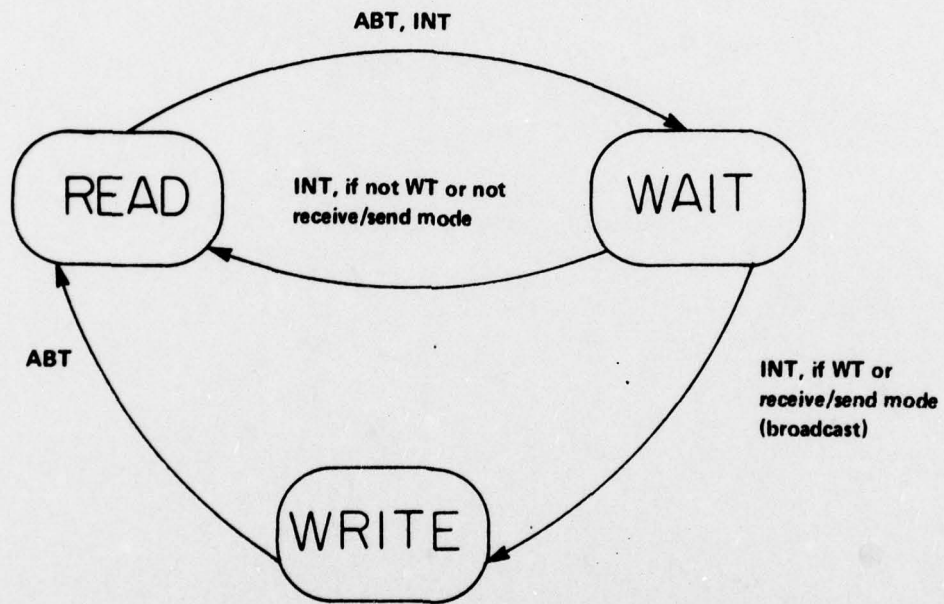 ABT, INT
READ
INT, if not WT or not
receive/send mode
WAIT
ABT
INT, if WT or
receive/send mode
(broadcast)
WRITE